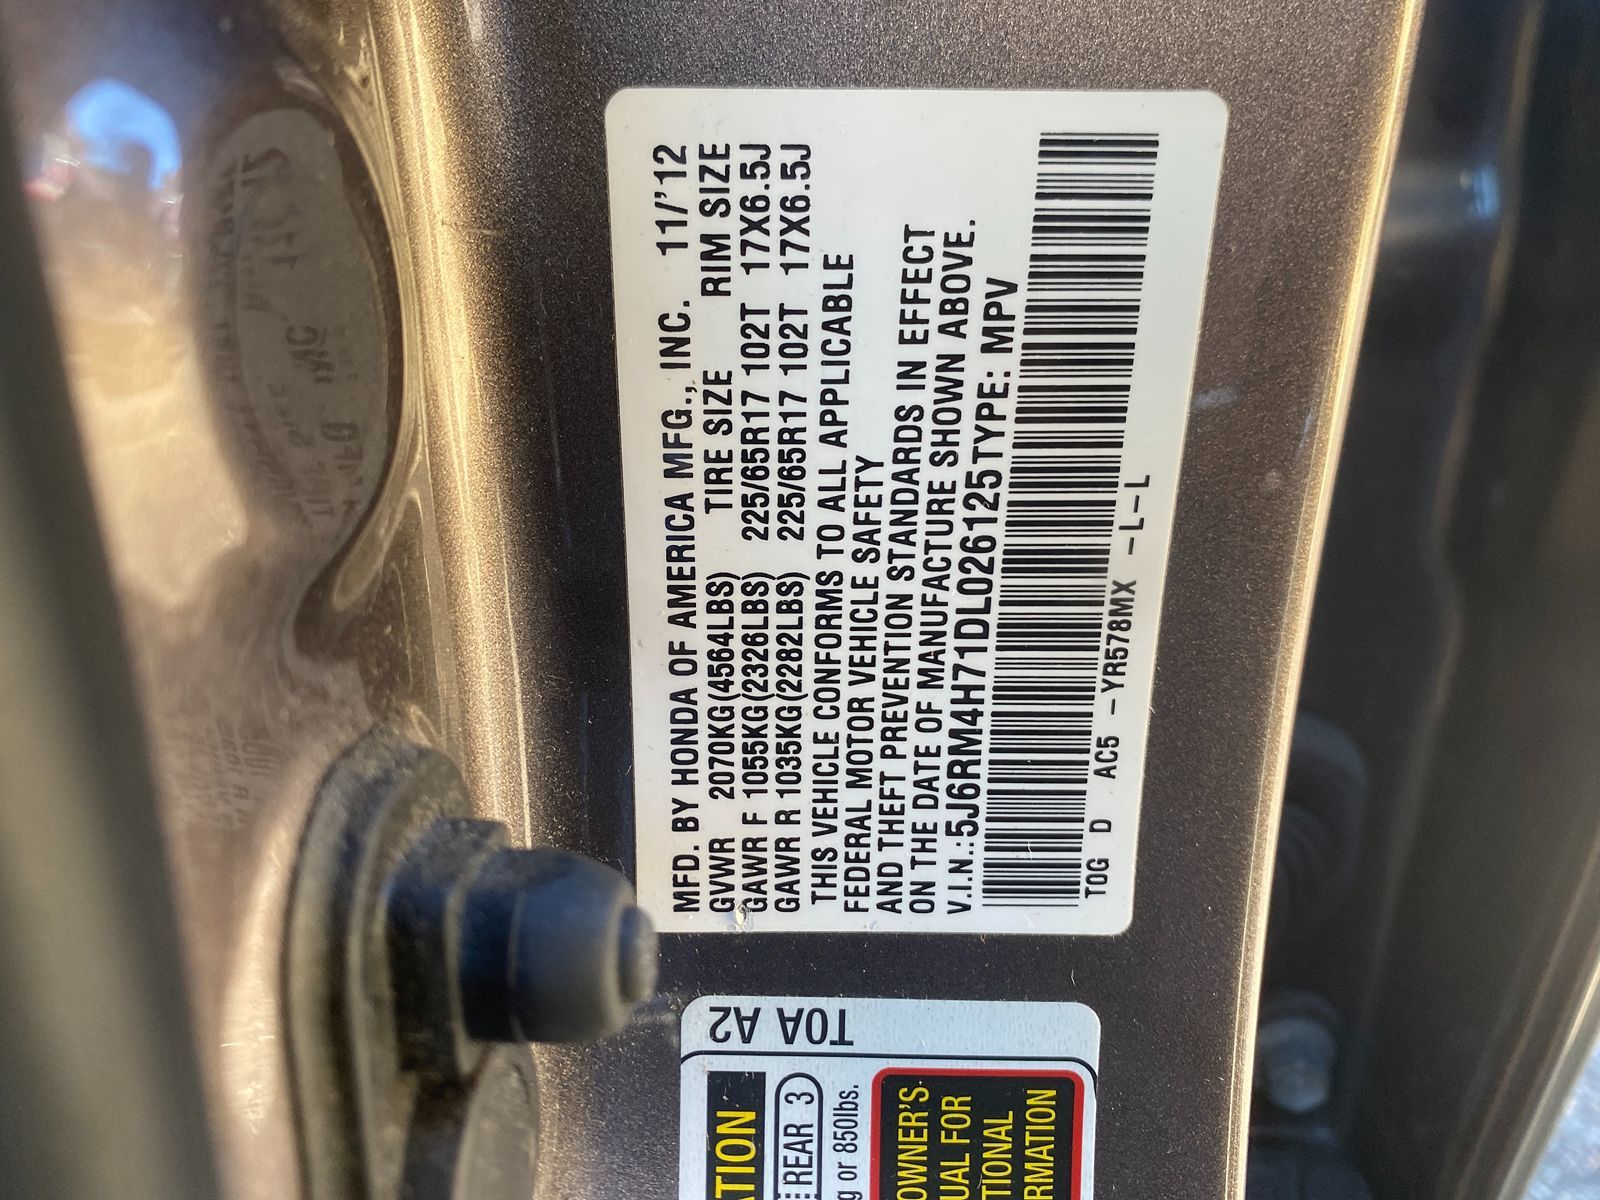 MFD. BY HONDA OF AMERICA MFG., INC. 11/'12
GVWR 2070KG(4564LBS) TIRE SIZE RIM SIZE
GAWR F 1055KG(2326LBS) 225/65R17 102T 17X6.5J
GAWR R 1035KG(2282LBS) 225/65R17 102T 17X6.5J
THIS VEHICLE CONFORMS TO ALL APPLICABLE
FEDERAL MOTOR VEHICLE SAFETY
AND THEFT PREVENTION STANDARDS IN EFFECT
ON THE DATE OF MANUFACTURE SHOWN ABOVE.
V.I.N.:5J6RM4H71DL026125TYPE: MPV
TOG D AC5 -YR578MX -L-L
T0A A2
ATION
REAR 3
g or 850lbs.
OWNER'S
UAL FOR
TIONAL
RMATION